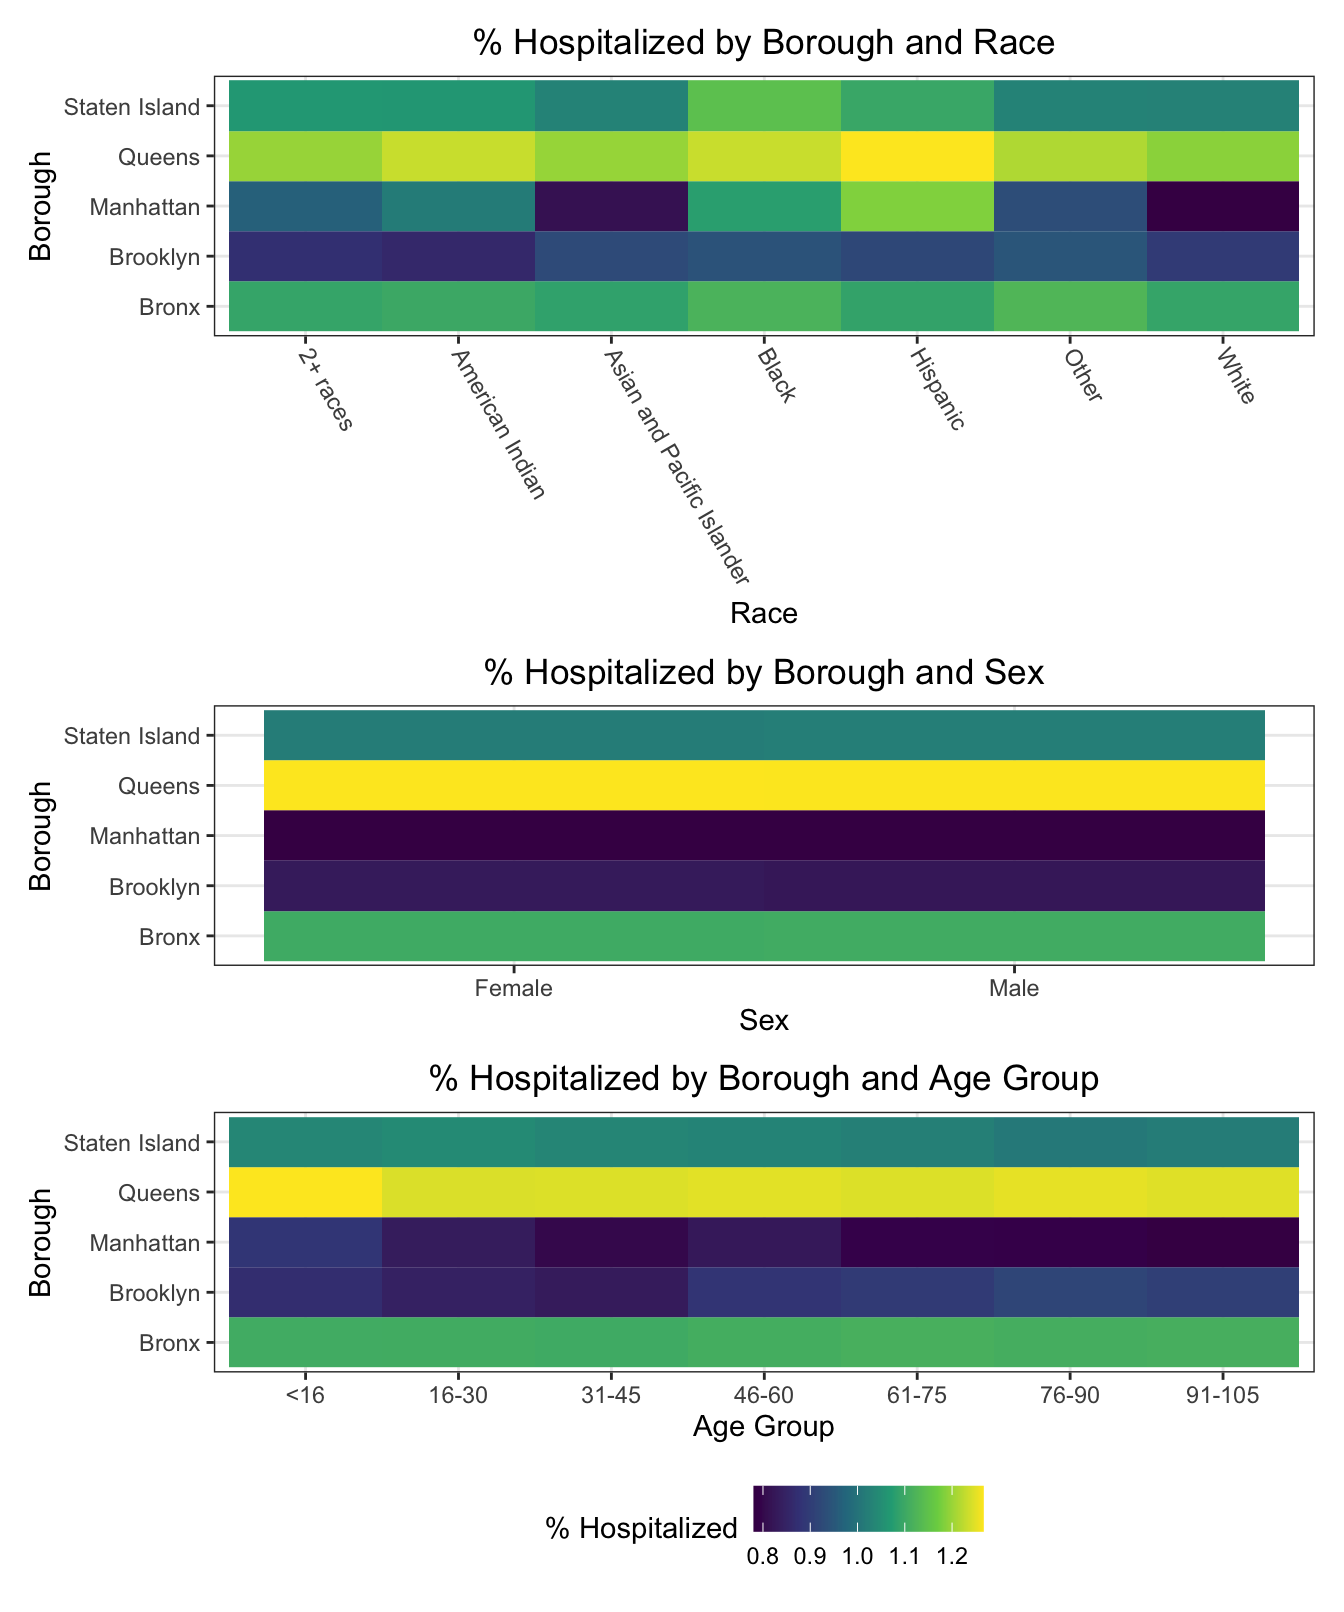 % Hospitalized by Borough and Race
Borough
Staten Island
Queens
Manhattan
Brooklyn
Bronx
2+ races
American Indian
Asian and Pacific Islander
Black
Hispanic
Other
White
Race
% Hospitalized by Borough and Sex
Borough
Staten Island
Queens
Manhattan
Brooklyn
Bronx
Female Male
Sex
% Hospitalized by Borough and Age Group
Borough
Staten Island
Queens
Manhattan
Brooklyn
Bronx
<16 16-30 31-45 46-60 61-75 76-90 91-105
Age Group
% Hospitalized
0.8 0.9 1.0 1.1 1.2